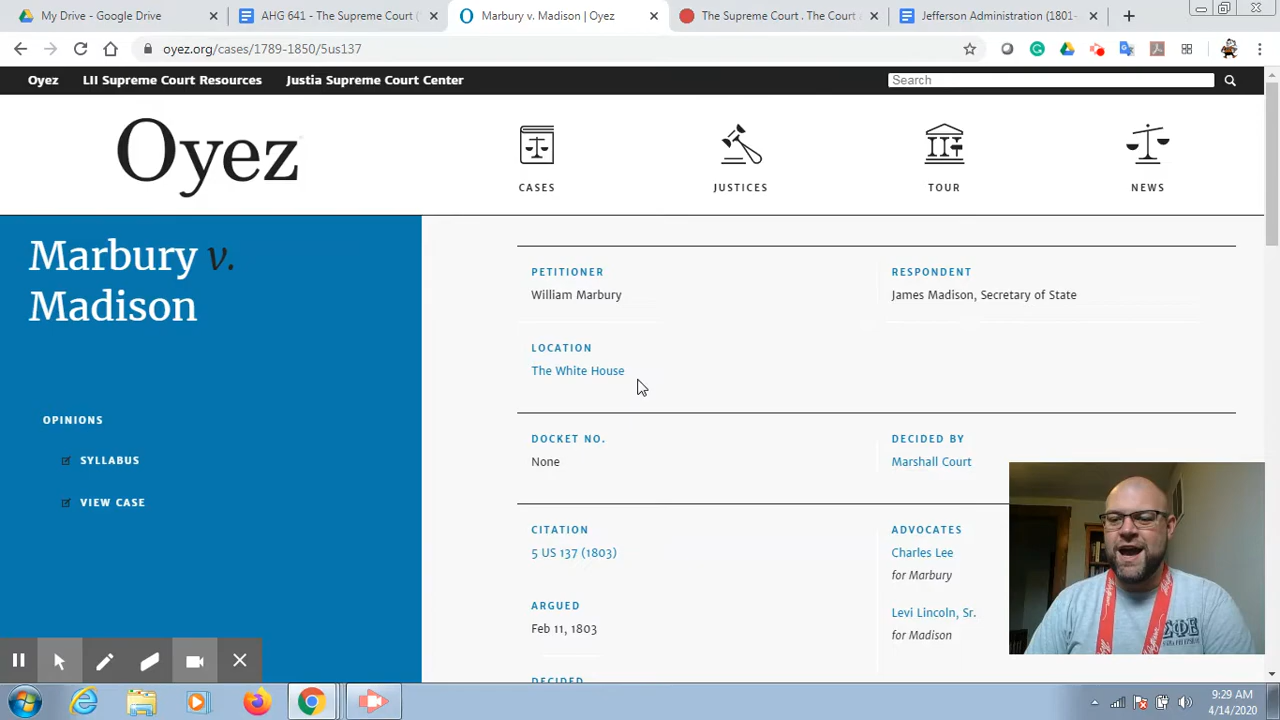 My Drive - Google Drive
AHG 641 - The Supreme Court (
Marbury v. Madison | Oyez
The Supreme Court . The Court
Jefferson Administration (1801-
oyez.org/cases/1789-1850/5us137
Oyez
LII Supreme Court Resources
Justia Supreme Court Center
Search
Oyez
CASES
JUSTICES
TOUR
NEWS
Marbury v.
Madison
OPINIONS
SYLLABUS
VIEW CASE
PETITIONER
William Marbury
RESPONDENT
James Madison, Secretary of State
LOCATION
The White House
DOCKET NO.
None
DECIDED BY
Marshall Court
CITATION
5 US 137 (1803)
ADVOCATES
Charles Lee
for Marbury
Levi Lincoln, Sr.
for Madison
ARGUED
Feb 11, 1803
DECIDED
ΣΦΕ
9:29 AM
4/14/2020